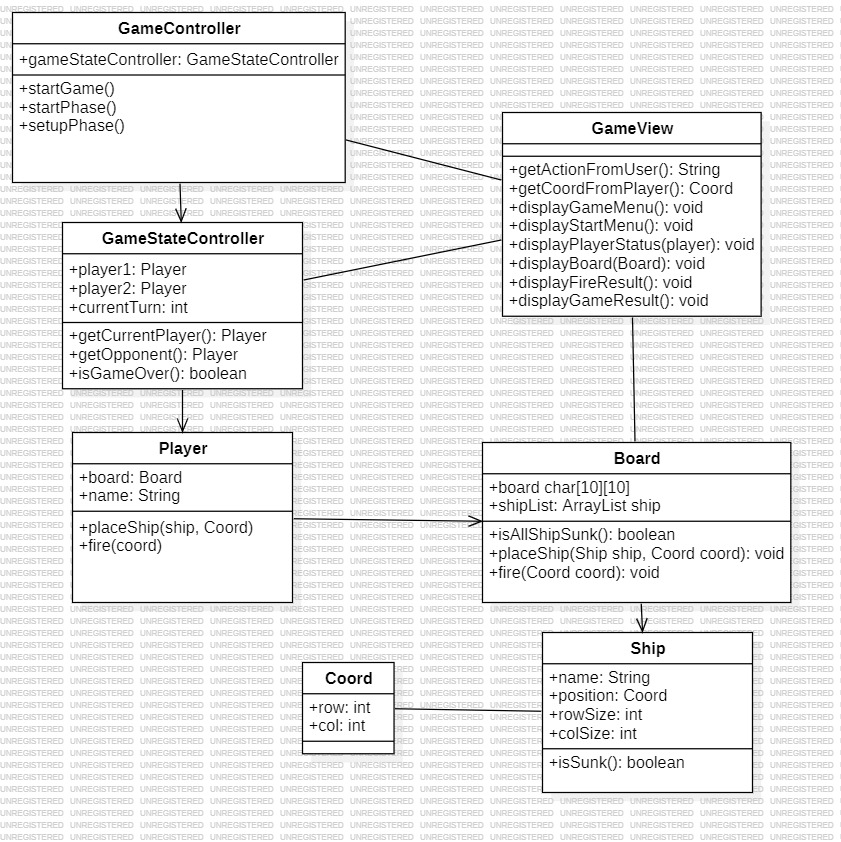 GameController
+gameStateController: GameStateController
+startGame()
+startPhase()
+setupPhase()
GameView
+getActionFromUser(): String
+getCoordFromPlayer(): Coord
+displayGameMenu(): void
+displayStartMenu(): void
+displayPlayerStatus(player): void
+displayBoard(Board): void
+displayFireResult(): void
+displayGameResult(): void
GameStateController
+player1: Player
+player2: Player
+currentTurn: int
+getCurrentPlayer(): Player
+getOpponent(): Player
+isGameOver(): boolean
Player
+board: Board
+name: String
+placeShip(ship, Coord)
+fire(coord)
Board
+board char[10][10]
+shipList: ArrayList ship
+isAllShipSunk(): boolean
+placeShip(Ship ship, Coord coord): void
+fire(Coord coord): void
Coord
+row: int
+col: int
Ship
+name: String
+position: Coord
+rowSize: int
+colSize: int
+isSunk(): boolean
UNREGISTERED